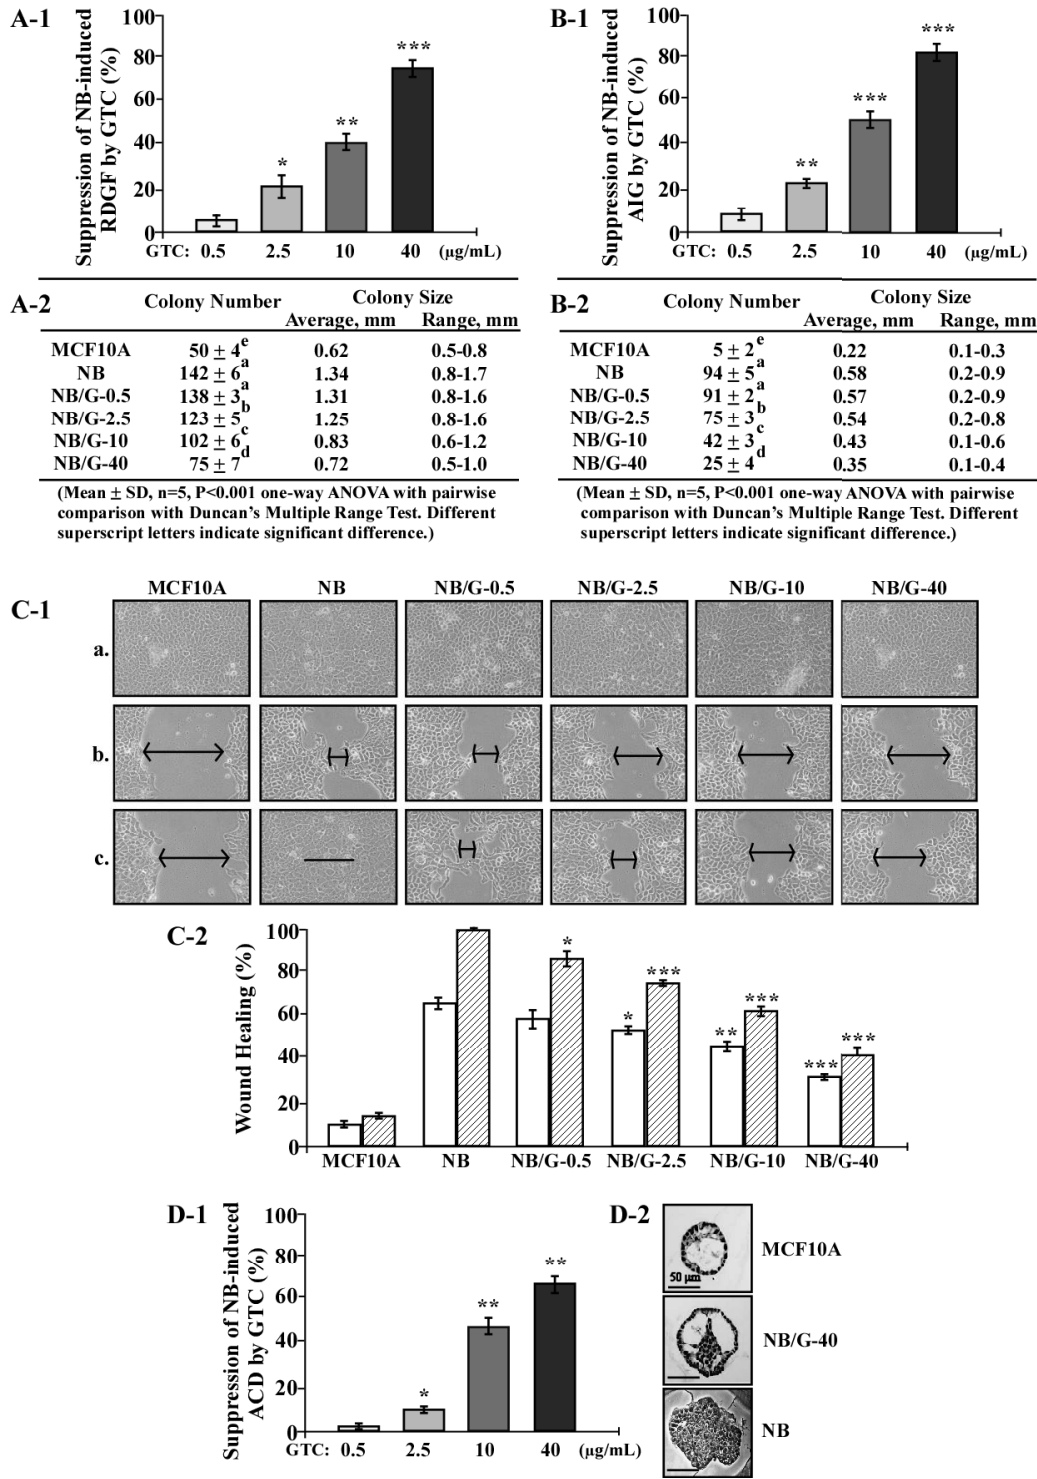 A-1
Suppression of NB-induced
RDGF by GTC (%)
100
80
60
40
20
0
*
**
***
GTC: 0.5 2.5 10 40 (µg/mL)
B-1
Suppression of NB-induced
AIG by GTC (%)
100
80
60
40
20
0
**
***
***
GTC: 0.5 2.5 10 40 (µg/mL)
A-2
Colony Number Colony Size
Average, mm Range, mm
MCF10A 50 ± 4 e 0.62 0.5-0.8
NB 142 ± 6 a 1.34 0.8-1.7
NB/G-0.5 138 ± 3 a 1.31 0.8-1.6
NB/G-2.5 123 ± 5 b 1.25 0.8-1.6
NB/G-10 102 ± 6 c 0.83 0.6-1.2
NB/G-40 75 ± 7 d 0.72 0.5-1.0
(Mean ± SD, n=5, P<0.001 one-way ANOVA with pairwise
comparison with Duncan's Multiple Range Test. Different
superscript letters indicate significant difference.)
B-2
Colony Number Colony Size
Average, mm Range, mm
MCF10A 5 ± 2 e 0.22 0.1-0.3
NB 94 ± 5 a 0.58 0.2-0.9
NB/G-0.5 91 ± 2 a 0.57 0.2-0.9
NB/G-2.5 75 ± 3 b 0.54 0.2-0.8
NB/G-10 42 ± 3 c 0.43 0.1-0.6
NB/G-40 25 ± 4 d 0.35 0.1-0.4
(Mean ± SD, n=5, P<0.001 one-way ANOVA with pairwise
comparison with Duncan's Multiple Range Test. Different
superscript letters indicate significant difference.)
C-1
MCF10A NB NB/G-0.5 NB/G-2.5 NB/G-10 NB/G-40
a.
b.
c.
C-2
Wound Healing (%)
100
80
60
40
20
0
*
* ***
** ***
*** ***
MCF10A NB NB/G-0.5 NB/G-2.5 NB/G-10 NB/G-40
D-1
Suppression of NB-induced
ACD by GTC (%)
100
80
60
40
20
0
*
**
**
GTC: 0.5 2.5 10 40 (µg/mL)
D-2
50 µm
MCF10A
NB/G-40
NB